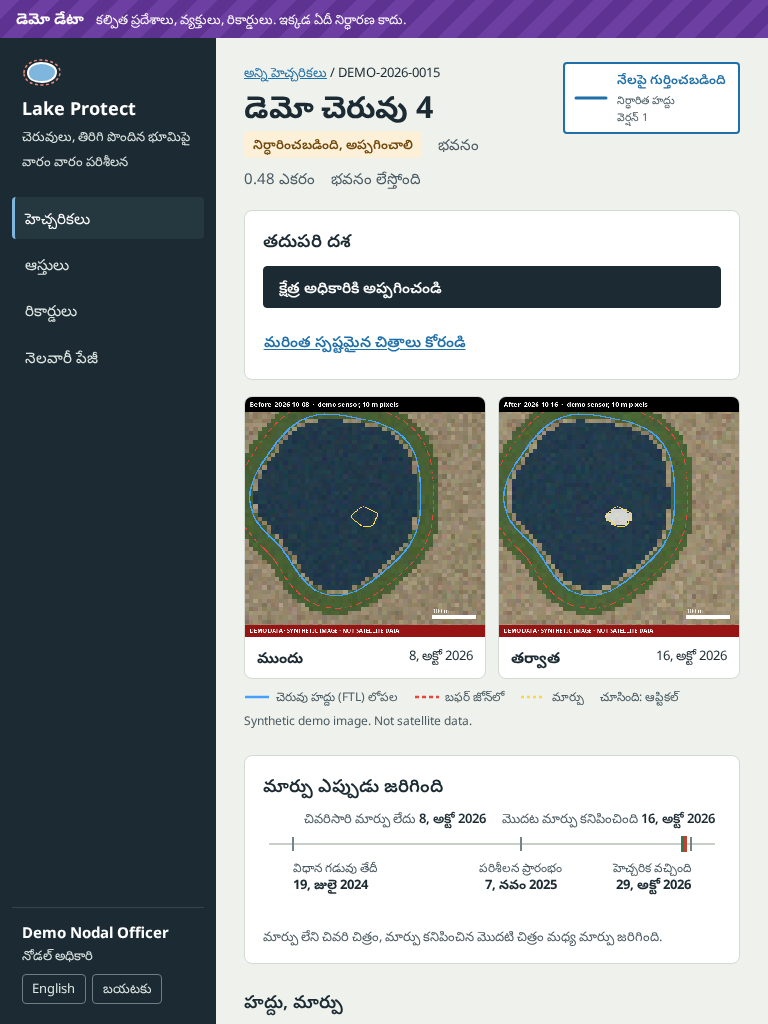 డెమో డేటా కల్పిత ప్రదేశాలు, వ్యక్తులు, రికార్డులు. ఇక్కడ ఏదీ నిర్ధారణ కాదు.
Lake Protect
చెరువులు, తిరిగి పొందిన భూమిపై
వారం వారం పరిశీలన
హెచ్చరికలు
ఆస్తులు
రికార్డులు
నెలవారీ పేజీ
Demo Nodal Officer
నోడల్ అధికారి
English బయటకు
అన్ని హెచ్చరికలు / DEMO-2026-0015
డెమో చెరువు 4
నిర్ధారించబడింది, అప్పగించాలి భవనం
0.48 ఎకరం భవనం లేస్తోంది
నేలపై గుర్తించబడింది
నిర్ధారిత హద్దు
వెర్షన్ 1
తదుపరి దశ
క్షేత్ర అధికారికి అప్పగించండి
మరింత స్పష్టమైన చిత్రాలు కోరండి
Before 2026-10-08 · demo sensor, 10 m pixels
100 m
DEMO DATA · SYNTHETIC IMAGE · NOT SATELLITE DATA
ముందు 8, అక్టో 2026
After 2026-10-16 · demo sensor, 10 m pixels
100 m
DEMO DATA · SYNTHETIC IMAGE · NOT SATELLITE DATA
తర్వాత 16, అక్టో 2026
చెరువు హద్దు (FTL) లోపల బఫర్ జోన్‌లో మార్పు చూసింది: ఆప్టికల్
Synthetic demo image. Not satellite data.
మార్పు ఎప్పుడు జరిగింది
చివరిసారి మార్పు లేదు 8, అక్టో 2026 మొదట మార్పు కనిపించింది 16, అక్టో 2026
విధాన గడువు తేదీ పరిశీలన ప్రారంభం హెచ్చరిక వచ్చింది
19, జులై 2024 7, నవం 2025 29, అక్టో 2026
మార్పు లేని చివరి చిత్రం, మార్పు కనిపించిన మొదటి చిత్రం మధ్య మార్పు జరిగింది.
హద్దు, మార్పు